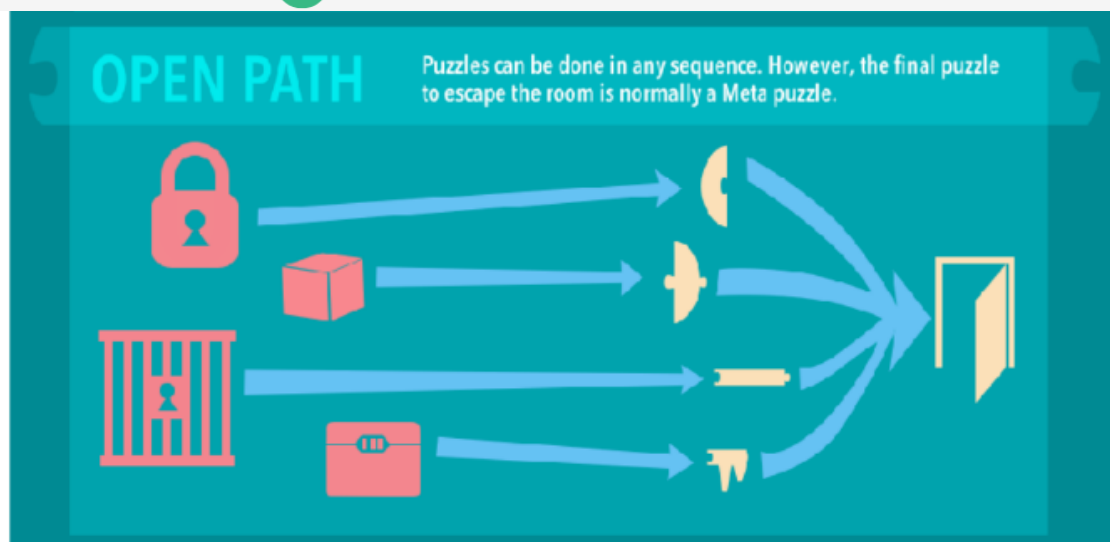 OPEN PATH
Puzzles can be done in any sequence. However, the final puzzle
to escape the room is normally a Meta puzzle.